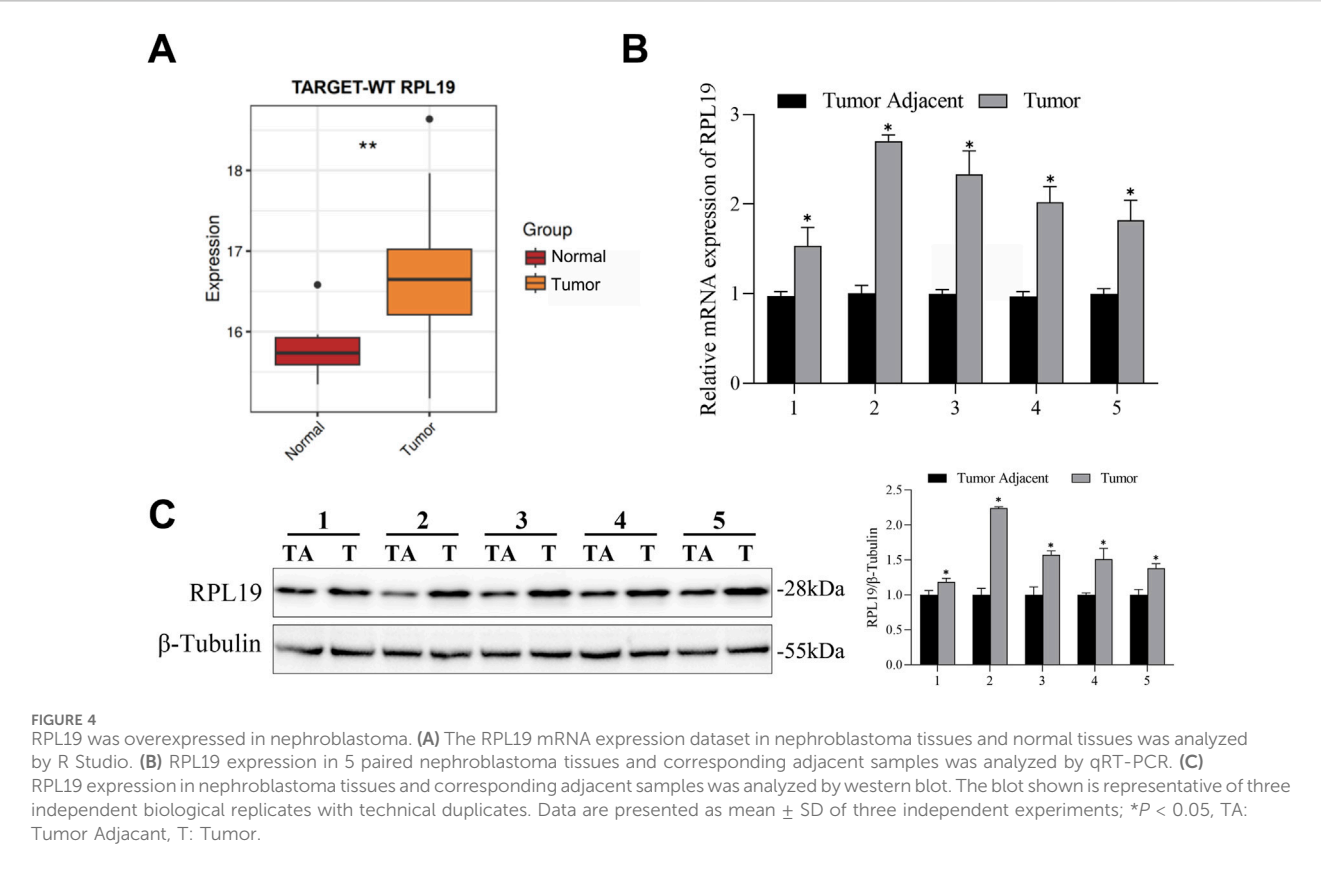 A
TARGET-WT RPL19
**
18
17
16
Expression
Normal
Tumor
Group
Normal
Tumor
B
Tumor Adjacent Tumor
Relative mRNA expression of RPL19
3
2
1
0
* * * * *
1 2 3 4 5
C
1 2 3 4 5
TA T TA T TA T TA T TA T
RPL19 -28kDa
β-Tubulin -55kDa
Tumor Adjacent Tumor
RPL19/β-Tubulin
2.5
2.0
1.5
1.0
0.5
0.0
* * * * *
1 2 3 4 5
FIGURE 4
RPL19 was overexpressed in nephroblastoma. (A) The RPL19 mRNA expression dataset in nephroblastoma tissues and normal tissues was analyzed
by R Studio. (B) RPL19 expression in 5 paired nephroblastoma tissues and corresponding adjacent samples was analyzed by qRT-PCR. (C)
RPL19 expression in nephroblastoma tissues and corresponding adjacent samples was analyzed by western blot. The blot shown is representative of three
independent biological replicates with technical duplicates. Data are presented as mean ± SD of three independent experiments; *P < 0.05, TA:
Tumor Adjacant, T: Tumor.